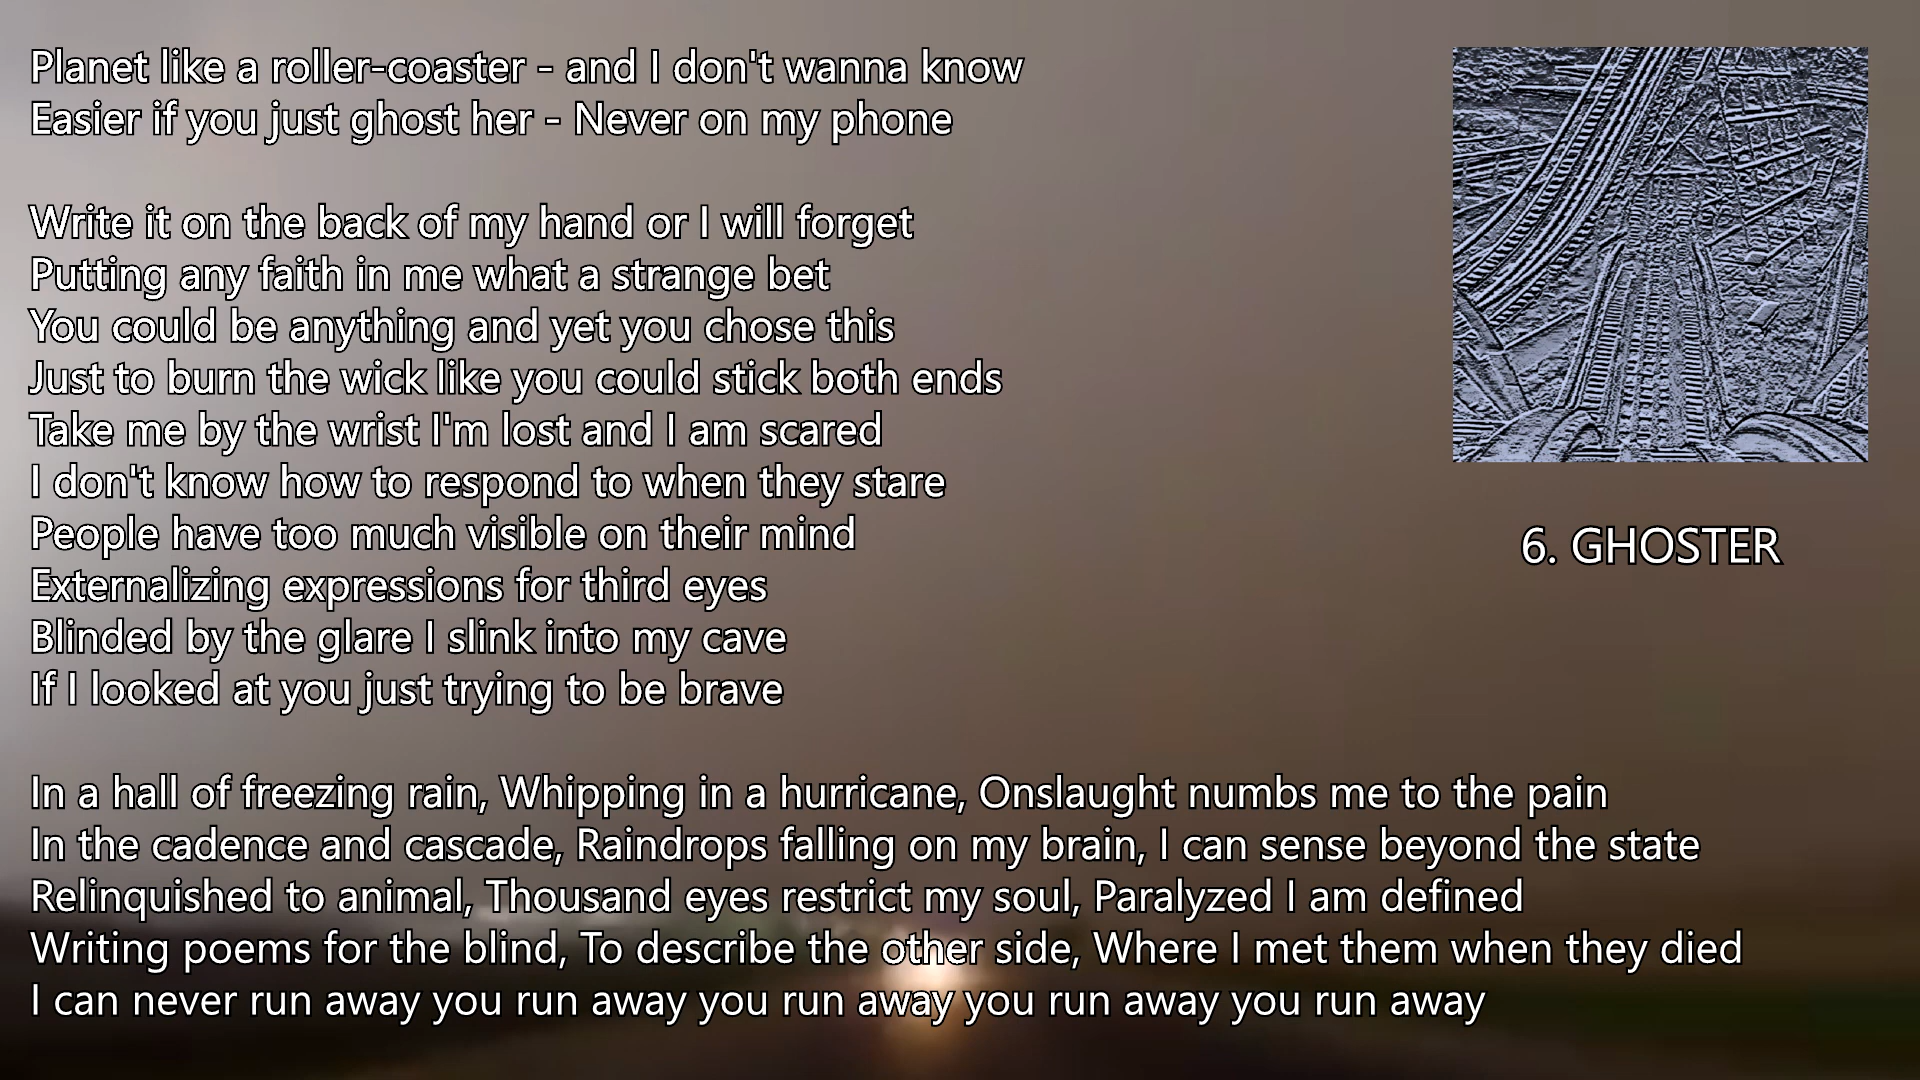 Planet like a roller-coaster - and I don't wanna know
Easier if you just ghost her - Never on my phone
Write it on the back of my hand or I will forget
Putting any faith in me what a strange bet
You could be anything and yet you chose this
Just to burn the wick like you could stick both ends
Take me by the wrist I'm lost and I am scared
I don't know how to respond to when they stare
People have too much visible on their mind
Externalizing expressions for third eyes
Blinded by the glare I slink into my cave
If I looked at you just trying to be brave
In a hall of freezing rain, Whipping in a hurricane, Onslaught numbs me to the pain
In the cadence and cascade, Raindrops falling on my brain, I can sense beyond the state
Relinquished to animal, Thousand eyes restrict my soul, Paralyzed I am defined
Writing poems for the blind, To describe the other side, Where I met them when they died
I can never run away you run away you run away you run away you run away
6. GHOSTER